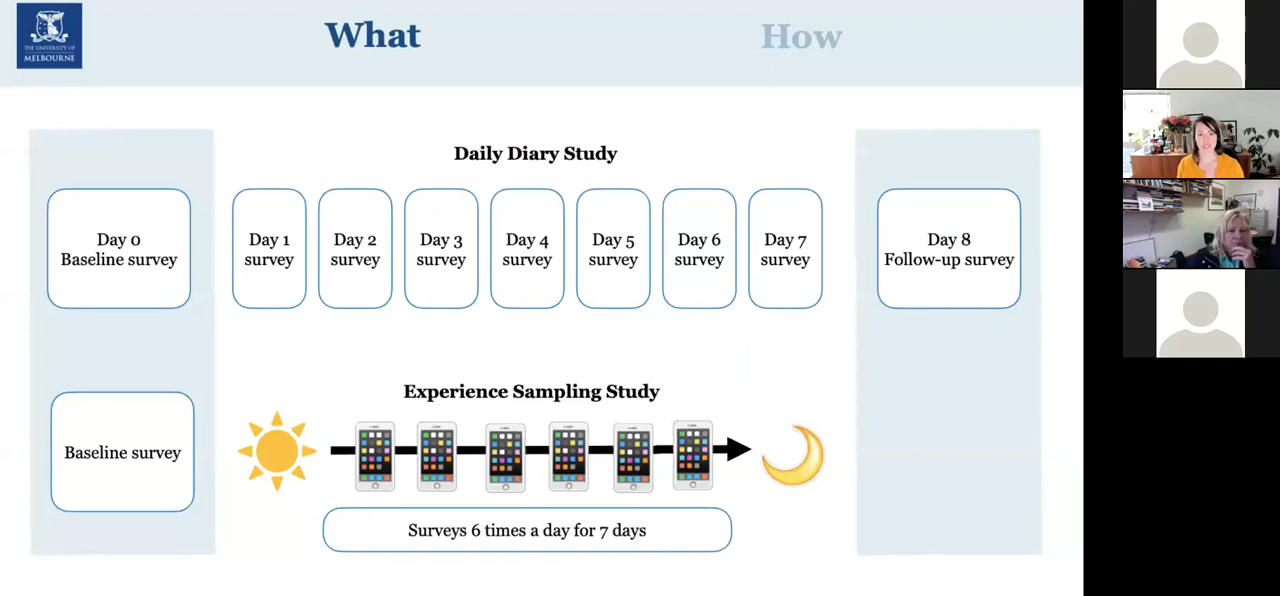 THE UNIVERSITY OF
MELBOURNE
What
How
Daily Diary Study
Day 0
Baseline survey
Day 1
survey
Day 2
survey
Day 3
survey
Day 4
survey
Day 5
survey
Day 6
survey
Day 7
survey
Day 8
Follow-up survey
Experience Sampling Study
Baseline survey
Surveys 6 times a day for 7 days